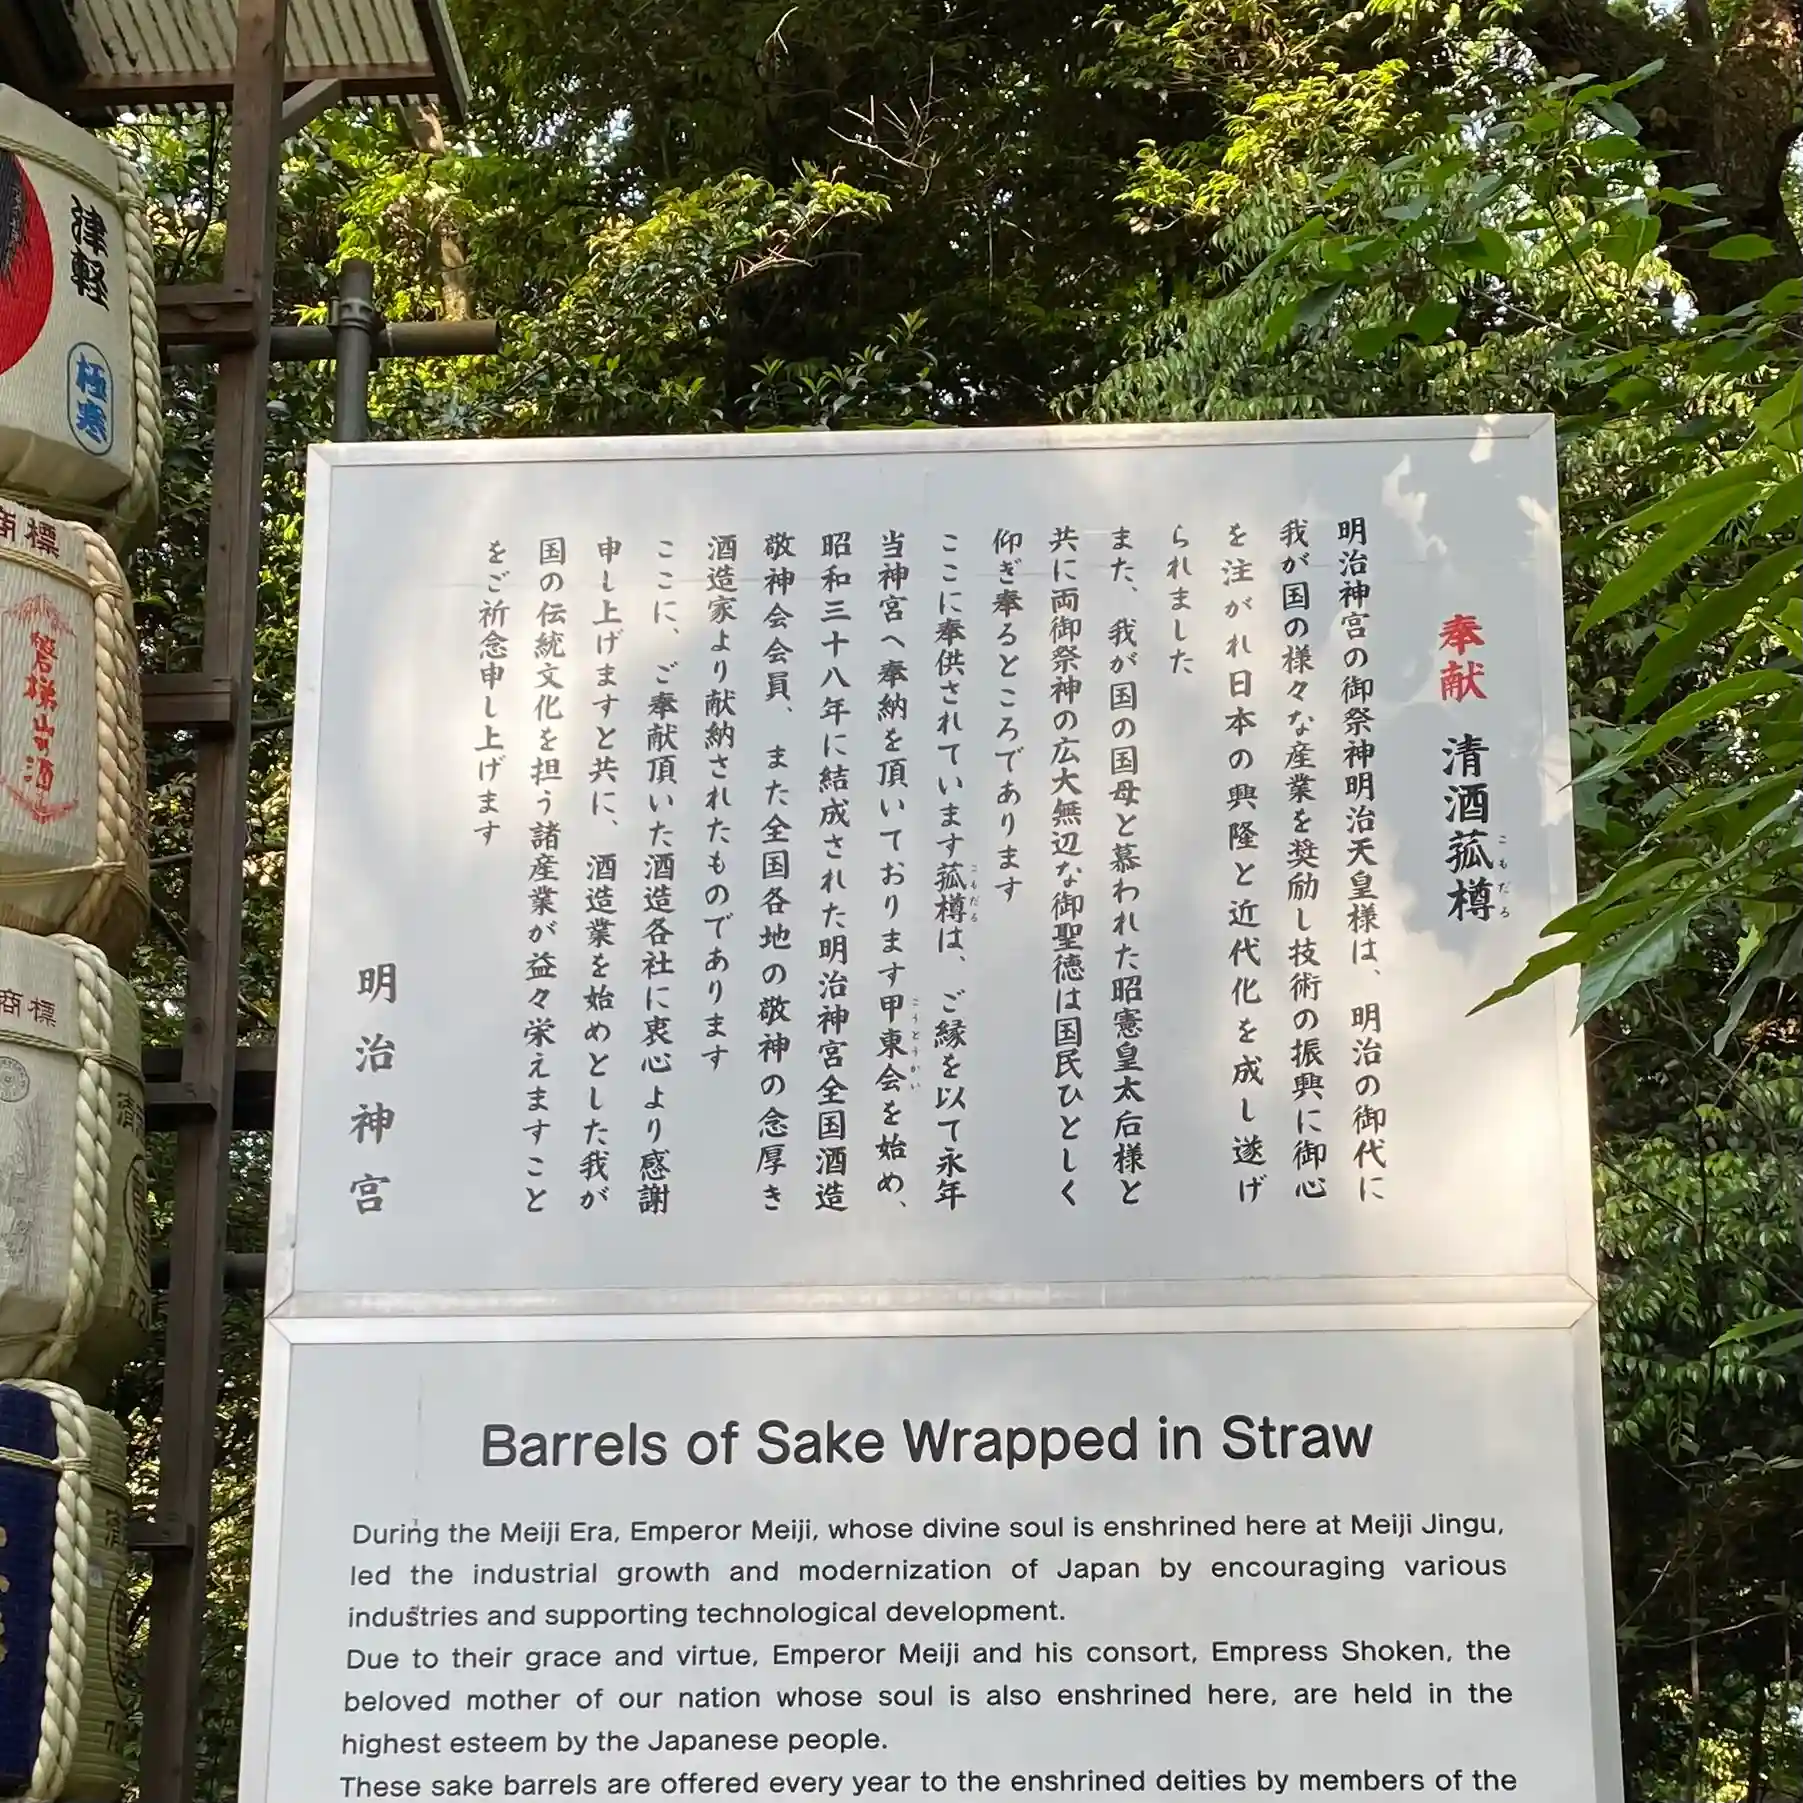 奉献 清酒菰樽
こもだる
明治神宮の御祭神明治天皇様は、明治の御代に
我が国の様々な産業を奨励し技術の振興に御心
を注がれ日本の興隆と近代化を成し遂げ
られました
また、我が国の国母と慕われた昭憲皇太后様と
共に両御祭神の広大無辺な御聖徳は国民ひとしく
仰ぎ奉るところであります
ここに奉供されています菰樽は、ご縁を以て永年
こもだる
当神宮へ奉納を頂いております甲東会を始め、
こうとうかい
昭和三十八年に結成された明治神宮全国酒造
敬神会会員、また全国各地の敬神の念厚き
酒造家より献納されたものであります
ここに、ご奉献頂いた酒造各社に衷心より感謝
申し上げますと共に、酒造業を始めとした我が
国の伝統文化を担う諸産業が益々栄えますこと
をご祈念申し上げます
明治神宮
Barrels of Sake Wrapped in Straw
During the Meiji Era, Emperor Meiji, whose divine soul is enshrined here at Meiji Jingu,
led the industrial growth and modernization of Japan by encouraging various
industries and supporting technological development.
Due to their grace and virtue, Emperor Meiji and his consort, Empress Shoken, the
beloved mother of our nation whose soul is also enshrined here, are held in the
highest esteem by the Japanese people.
These sake barrels are offered every year to the enshrined deities by members of the
津軽
極寒
商標
磐梯山
酒
商標